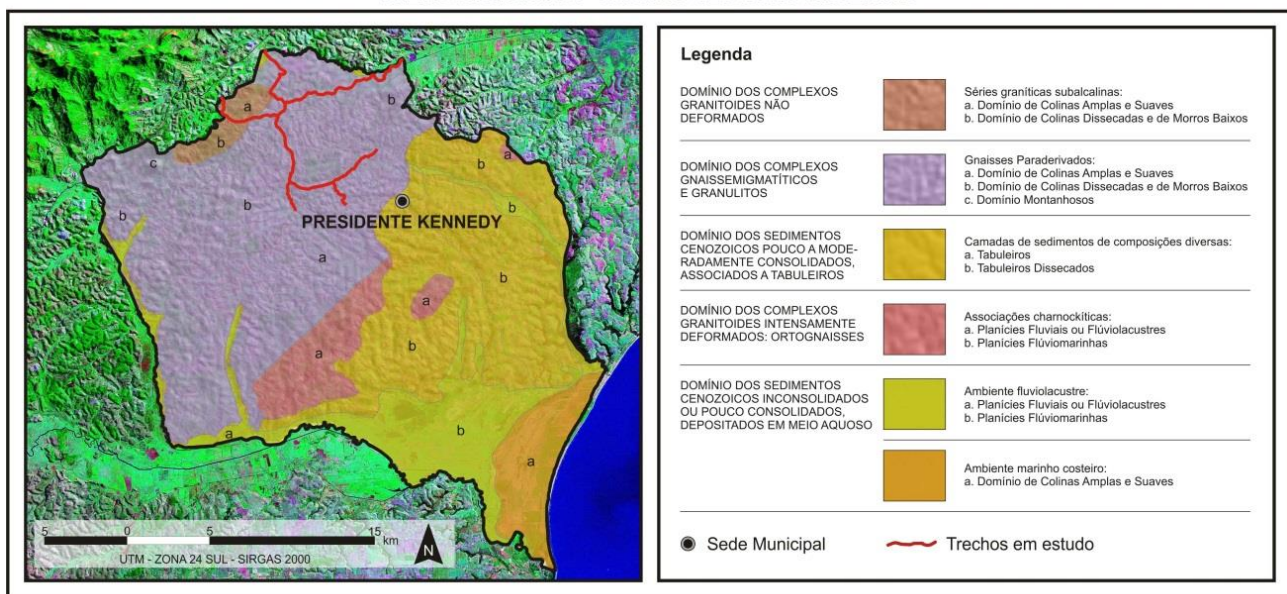 a
b
b
c
b
b
a
b
b
PRESIDENTE KENNEDY
a
b
a
b
a
b
a
a
5 0 5 15
km
UTM - ZONA 24 SUL - SIRGAS 2000
N
Legenda
DOMÍNIO DOS COMPLEXOS
GRANITOIDES NÃO
DEFORMADOS
Séries graníticas subalcalinas:
a. Domínio de Colinas Amplas e Suaves
b. Domínio de Colinas Dissecadas e de Morros Baixos
DOMÍNIO DOS COMPLEXOS
GNAISSEMIGMATÍTICOS
E GRANULITOS
Gnaisses Paraderivados:
a. Domínio de Colinas Amplas e Suaves
b. Domínio de Colinas Dissecadas e de Morros Baixos
c. Domínio Montanhosos
DOMÍNIO DOS SEDIMENTOS
CENOZOICOS POUCO A MODE-
RADAMENTE CONSOLIDADOS,
ASSOCIADOS A TABULEIROS
Camadas de sedimentos de composições diversas:
a. Tabuleiros
b. Tabuleiros Dissecados
DOMÍNIO DOS COMPLEXOS
GRANITOIDES INTENSAMENTE
DEFORMADOS: ORTOGNAISSES
Associações charnockíticas:
a. Planícies Fluviais ou Flúviolacustres
b. Planícies Flúviomarinhas
DOMÍNIO DOS SEDIMENTOS
CENOZOICOS INCONSOLIDADOS
OU POUCO CONSOLIDADOS,
DEPOSITADOS EM MEIO AQUOSO
Ambiente fluviolacustre:
a. Planícies Fluviais ou Flúviolacustres
b. Planícies Flúviomarinhas
Ambiente marinho costeiro:
a. Domínio de Colinas Amplas e Suaves
Sede Municipal
Trechos em estudo